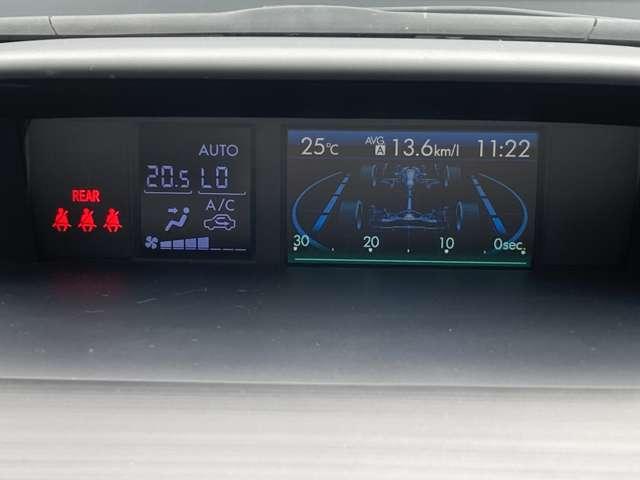 REAR
AUTO
20.5 LO
A/C
25℃ AVG A 13.6km/l 11:22
30 20 10 0sec.